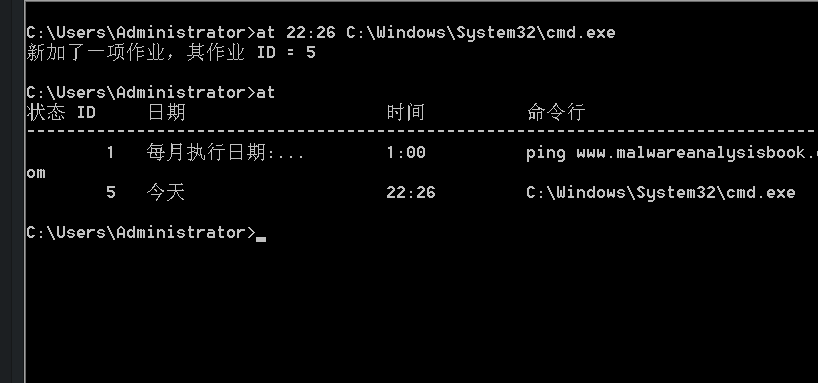 C:\Users\Administrator>at 22:26 C:\Windows\System32\cmd.exe
新加了一项作业，其作业 ID = 5
C:\Users\Administrator>at
状态 ID 日期 时间 命令行
-------------------------------------------------------------------------------
1 每月执行日期:... 1:00 ping www.malwareanalysisbook.c
om
5 今天 22:26 C:\Windows\System32\cmd.exe
C:\Users\Administrator>